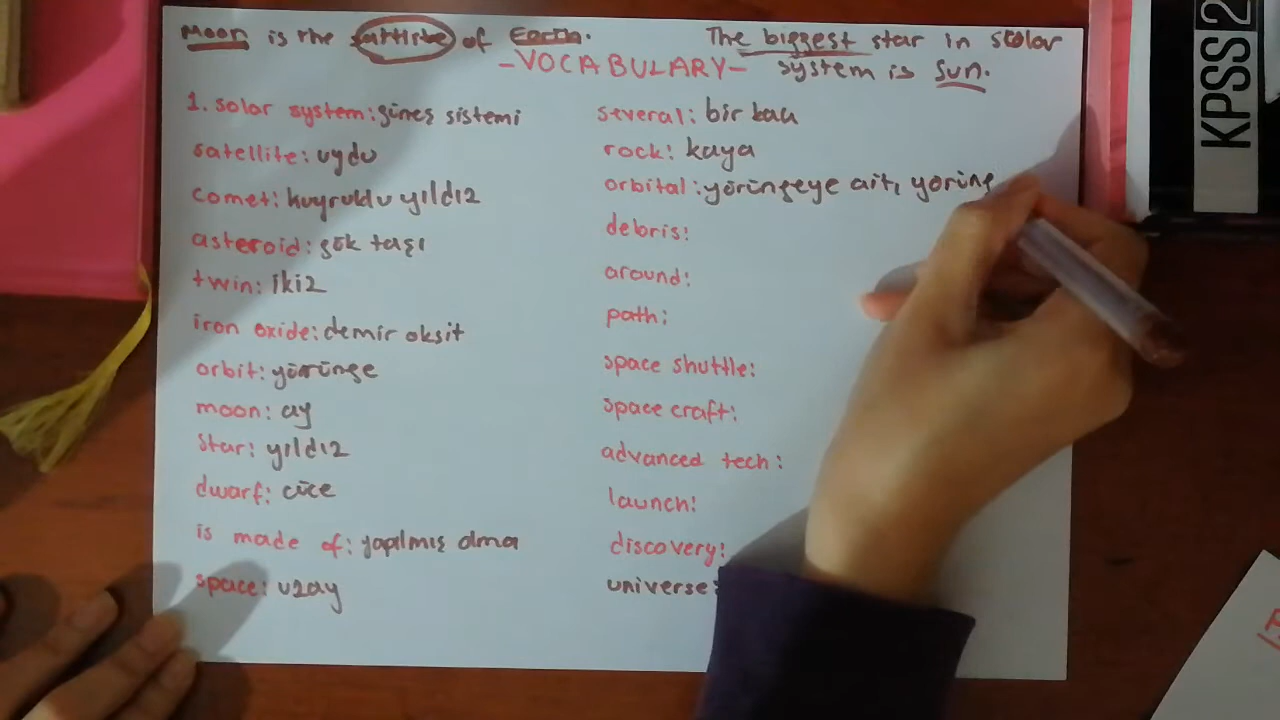 Moon is the of Earth.
The biggest star in solar
-VOCABULARY-
system is Sun.
1. solar system: güneş sistemi
satellite: uydu
comet: kuyruklu yıldız
asteroid: gök taşı
twin: ikiz
iron oxide: demir oksit
orbit: yörünge
moon: ay
star: yıldız
dwarf: cüce
is made of: yapılmış olma
space: uzay
several: bir kaç
rock: kaya
orbital: yörüngeye ait, yörüng
debris:
around:
path:
space shuttle:
space craft:
advanced tech:
launch:
discovery:
universe:
KPSS2